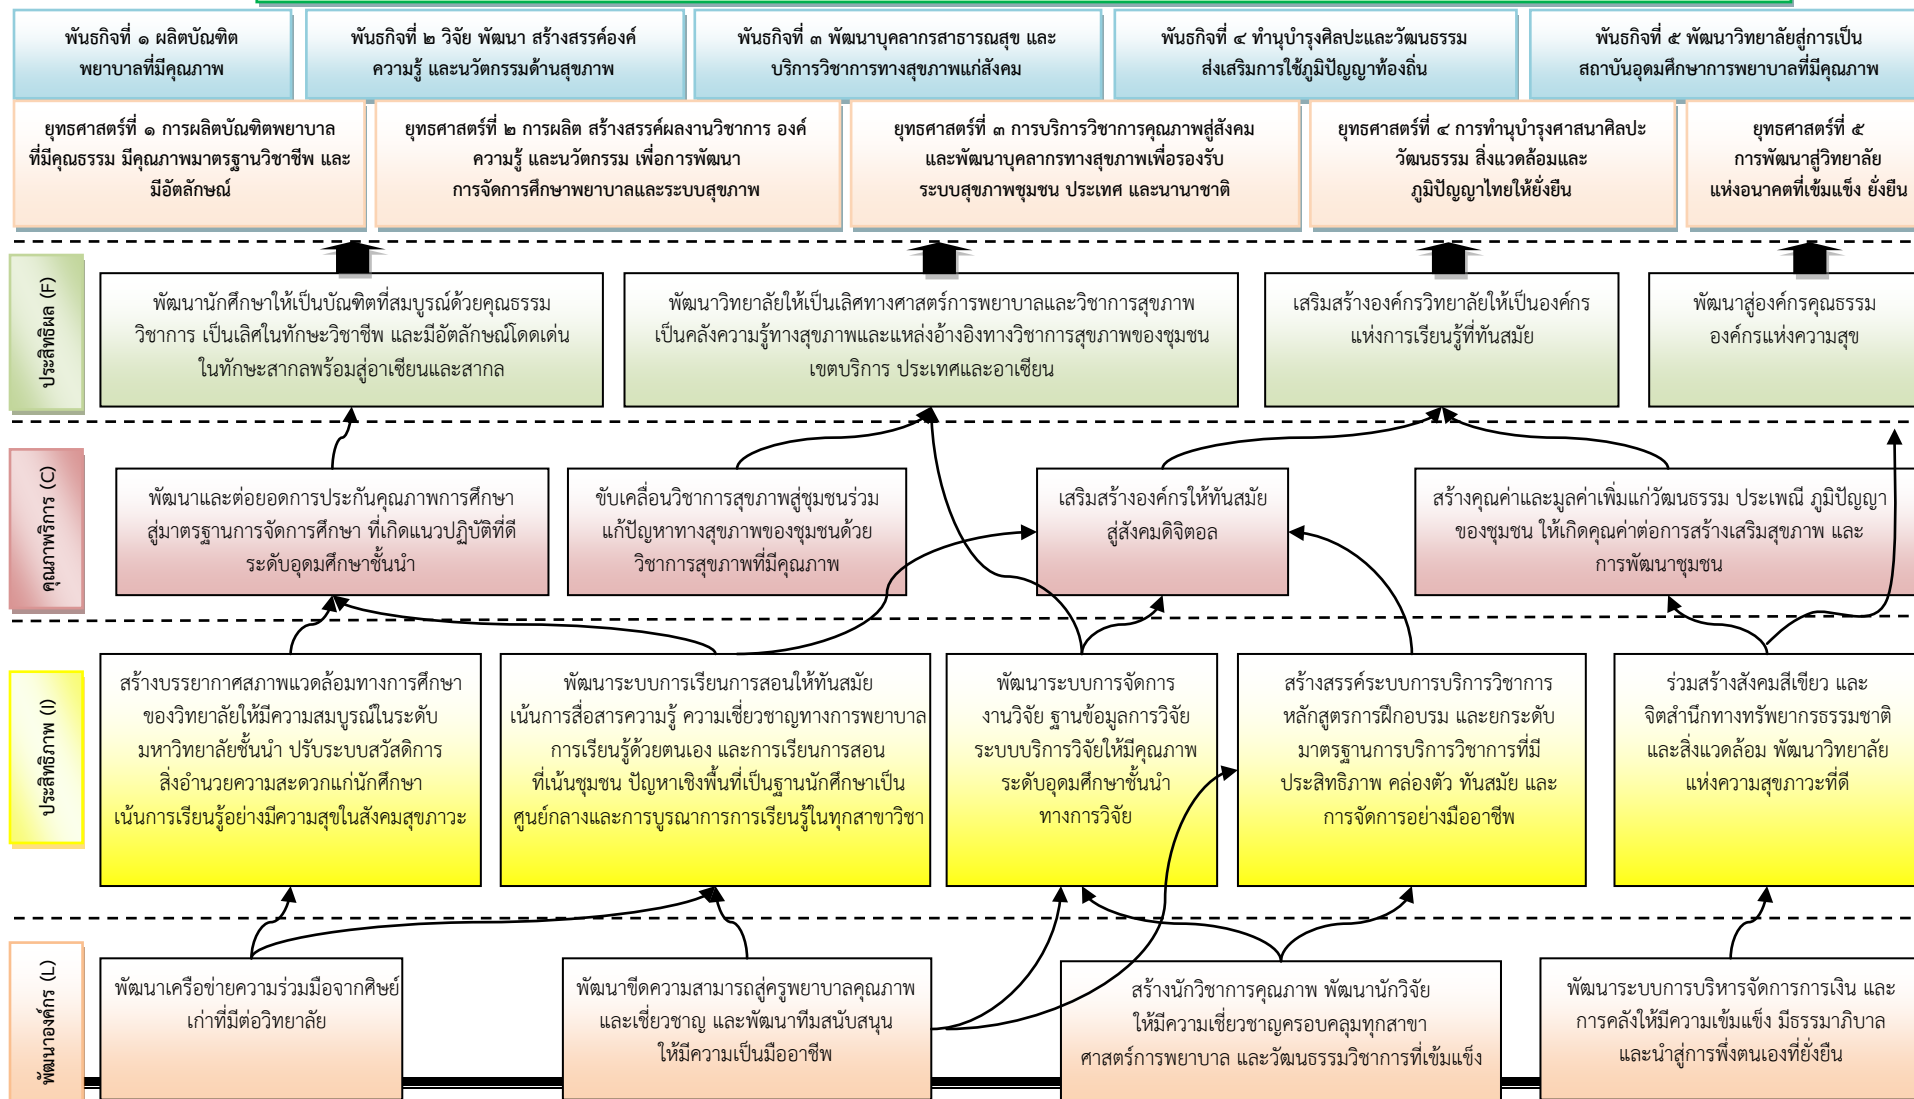 พันธกิจที่ ๑ ผลิตบัณฑิต
พยาบาลที่มีคุณภาพ
พันธกิจที่ ๒ วิจัย พัฒนา สร้างสรรค์องค์
ความรู้ และนวัตกรรมด้านสุขภาพ
พันธกิจที่ ๓ พัฒนาบุคลากรสาธารณสุข และ
บริการวิชาการทางสุขภาพแก่สังคม
พันธกิจที่ ๔ ทำนุบำรุงศิลปะและวัฒนธรรม
ส่งเสริมการใช้ภูมิปัญญาท้องถิ่น
พันธกิจที่ ๕ พัฒนาวิทยาลัยสู่การเป็น
สถาบันอุดมศึกษาการพยาบาลที่มีคุณภาพ
ยุทธศาสตร์ที่ ๑ การผลิตบัณฑิตพยาบาล
ที่มีคุณธรรม มีคุณภาพมาตรฐานวิชาชีพ และ
มีอัตลักษณ์
ยุทธศาสตร์ที่ ๒ การผลิต สร้างสรรค์ผลงานวิชาการ องค์
ความรู้ และนวัตกรรม เพื่อการพัฒนา
การจัดการศึกษาพยาบาลและระบบสุขภาพ
ยุทธศาสตร์ที่ ๓ การบริการวิชาการคุณภาพสู่สังคม
และพัฒนาบุคลากรทางสุขภาพเพื่อรองรับ
ระบบสุขภาพชุมชน ประเทศ และนานาชาติ
ยุทธศาสตร์ที่ ๔ การทำนุบำรุงศาสนาศิลปะ
วัฒนธรรม สิ่งแวดล้อมและ
ภูมิปัญญาไทยให้ยั่งยืน
ยุทธศาสตร์ที่ ๕
การพัฒนาสู่วิทยาลัย
แห่งอนาคตที่เข้มแข็ง ยั่งยืน
ประสิทธิผล (F)
พัฒนานักศึกษาให้เป็นบัณฑิตที่สมบูรณ์ด้วยคุณธรรม
วิชาการ เป็นเลิศในทักษะวิชาชีพ และมีอัตลักษณ์โดดเด่น
ในทักษะสากลพร้อมสู่อาเซียนและสากล
พัฒนาวิทยาลัยให้เป็นเลิศทางศาสตร์การพยาบาลและวิชาการสุขภาพ
เป็นคลังความรู้ทางสุขภาพและแหล่งอ้างอิงทางวิชาการสุขภาพของชุมชน
เขตบริการ ประเทศและอาเซียน
เสริมสร้างองค์กรวิทยาลัยให้เป็นองค์กร
แห่งการเรียนรู้ที่ทันสมัย
พัฒนาสู่องค์กรคุณธรรม
องค์กรแห่งความสุข
คุณภาพริการ (C)
พัฒนาและต่อยอดการประกันคุณภาพการศึกษา
สู่มาตรฐานการจัดการศึกษา ที่เกิดแนวปฏิบัติที่ดี
ระดับอุดมศึกษาชั้นนำ
ขับเคลื่อนวิชาการสุขภาพสู่ชุมชนร่วม
แก้ปัญหาทางสุขภาพของชุมชนด้วย
วิชาการสุขภาพที่มีคุณภาพ
เสริมสร้างองค์กรให้ทันสมัย
สู่สังคมดิจิตอล
สร้างคุณค่าและมูลค่าเพิ่มแก่วัฒนธรรม ประเพณี ภูมิปัญญา
ของชุมชน ให้เกิดคุณค่าต่อการสร้างเสริมสุขภาพ และ
การพัฒนาชุมชน
ประสิทธิภาพ (I)
สร้างบรรยากาศสภาพแวดล้อมทางการศึกษา
ของวิทยาลัยให้มีความสมบูรณ์ในระดับ
มหาวิทยาลัยชั้นนำ ปรับระบบสวัสดิการ
สิ่งอำนวยความสะดวกแก่นักศึกษา
เน้นการเรียนรู้อย่างมีความสุขในสังคมสุขภาวะ
พัฒนาระบบการเรียนการสอนให้ทันสมัย
เน้นการสื่อสารความรู้ ความเชี่ยวชาญทางการพยาบาล
การเรียนรู้ด้วยตนเอง และการเรียนการสอน
ที่เน้นชุมชน ปัญหาเชิงพื้นที่เป็นฐานนักศึกษาเป็น
ศูนย์กลางและการบูรณาการการเรียนรู้ในทุกสาขาวิชา
พัฒนาระบบการจัดการ
งานวิจัย ฐานข้อมูลการวิจัย
ระบบบริการวิจัยให้มีคุณภาพ
ระดับอุดมศึกษาชั้นนำ
ทางการวิจัย
สร้างสรรค์ระบบการบริการวิชาการ
หลักสูตรการฝึกอบรม และยกระดับ
มาตรฐานการบริการวิชาการที่มี
ประสิทธิภาพ คล่องตัว ทันสมัย และ
การจัดการอย่างมืออาชีพ
ร่วมสร้างสังคมสีเขียว และ
จิตสำนึกทางทรัพยากรธรรมชาติ
และสิ่งแวดล้อม พัฒนาวิทยาลัย
แห่งความสุขภาวะที่ดี
พัฒนาองค์กร (L)
พัฒนาเครือข่ายความร่วมมือจากศิษย์
เก่าที่มีต่อวิทยาลัย
พัฒนาขีดความสามารถสู่ครูพยาบาลคุณภาพ
และเชี่ยวชาญ และพัฒนาทีมสนับสนุน
ให้มีความเป็นมืออาชีพ
สร้างนักวิชาการคุณภาพ พัฒนานักวิจัย
ให้มีความเชี่ยวชาญครอบคลุมทุกสาขา
ศาสตร์การพยาบาล และวัฒนธรรมวิชาการที่เข้มแข็ง
พัฒนาระบบการบริหารจัดการการเงิน และ
การคลังให้มีความเข้มแข็ง มีธรรมาภิบาล
และนำสู่การพึ่งตนเองที่ยั่งยืน